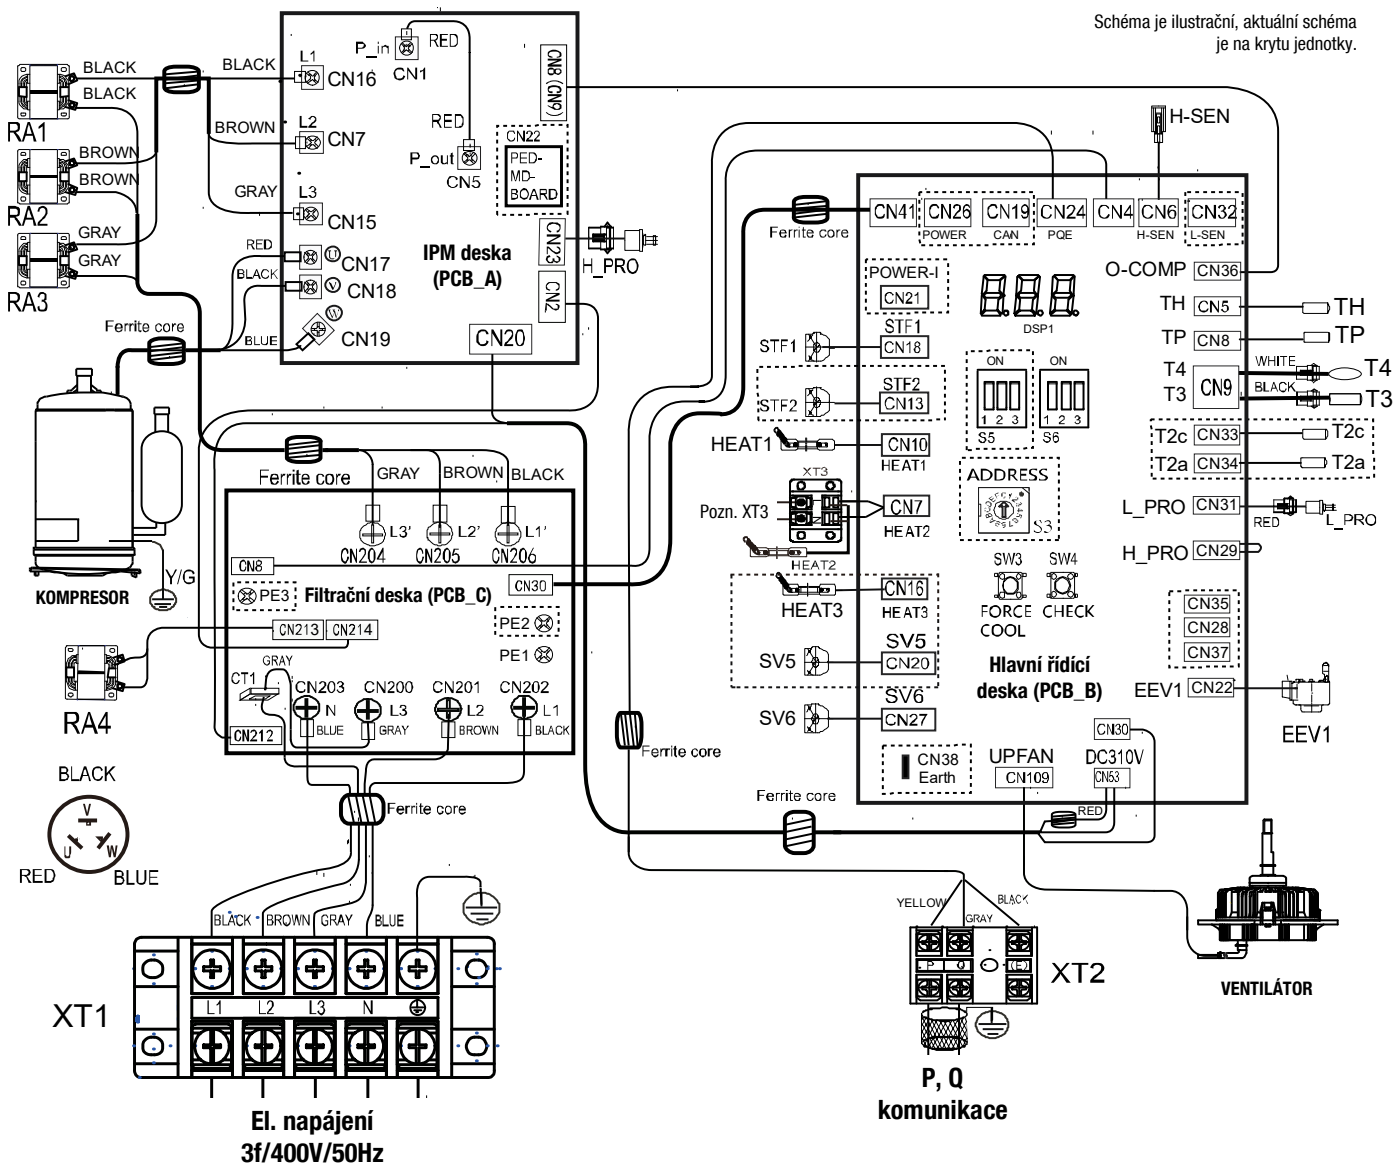 Schéma je ilustrační, aktuální schéma
je na krytu jednotky.
BLACK
BLACK
RA1
BROWN
BROWN
RA2
GRAY
GRAY
RA3
BLACK
L1
CN16
BROWN
L2
CN7
GRAY
L3
CN15
RED
U
CN17
BLACK
V
CN18
W
BLUE
CN19
P_in
CN1
RED
RED
P_out
CN5
CN8 (CN9)
CN22
PED-
MD-
BOARD
IPM deska
(PCB_A)
CN23
H_PRO
CN2
CN20
Ferrite core
KOMPRESOR
Y/G
Ferrite core
GRAY
BROWN
BLACK
L3'
L2'
L1'
CN204
CN205
CN206
CN8
CN30
PE3
Filtrační deska (PCB_C)
PE2
PE1
CN213
CN214
RA4
GRAY
CT1
CN203
CN200
CN201
CN202
N
L3
L2
L1
BLUE
GRAY
BROWN
BLACK
CN212
Ferrite core
BLACK
V
U
W
RED
BLUE
BLACK
BROWN
GRAY
BLUE
XT1
L1
L2
L3
N
El. napájení
3f/400V/50Hz
Ferrite core
H-SEN
CN41
CN26
POWER
CN19
CAN
CN24
PQE
CN4
CN6
H-SEN
CN32
L-SEN
POWER-I
CN21
DSP1
O-COMP
CN36
TH
CN5
TH
TP
CN8
TP
T4
T3
CN9
WHITE
T4
BLACK
T3
T2c
CN33
T2c
T2a
CN34
T2a
L_PRO
CN31
RED
L_PRO
H_PRO
CN29
CN35
CN28
CN37
EEV1
CN22
EEV1
STF1
STF1
CN18
STF2
STF2
CN13
HEAT1
CN10
HEAT1
XT3
Pozn. XT3
CN7
HEAT2
HEAT2
HEAT3
CN16
HEAT3
SV5
SV5
CN20
SV6
SV6
CN27
CN38
Earth
ON
1 2 3
S5
ON
1 2 3
S6
ADDRESS
S3
SW3
FORCE
COOL
SW4
CHECK
Hlavní řídící
deska (PCB_B)
UPFAN
CN109
DC310V
CN53
CN30
RED
Ferrite core
Ferrite core
VENTILÁTOR
YELLOW
GRAY
BLACK
P
Q
(E)
XT2
P, Q
komunikace